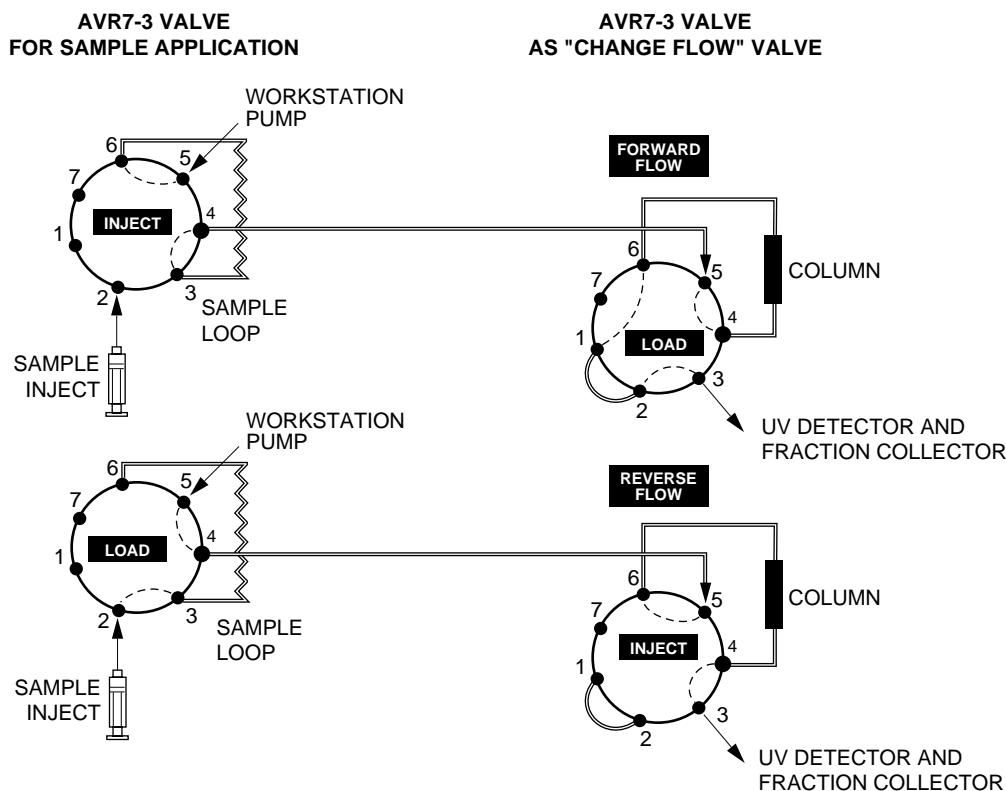 AVR7-3 VALVE
FOR SAMPLE APPLICATION
AVR7-3 VALVE
AS "CHANGE FLOW" VALVE
WORKSTATION
PUMP
6
5
7
4
INJECT
1
2
3
SAMPLE
LOOP
SAMPLE
INJECT
FORWARD
FLOW
6
5
7
COLUMN
4
1
LOAD
3
2
UV DETECTOR AND
FRACTION COLLECTOR
WORKSTATION
PUMP
6
5
7
4
LOAD
1
2
3
SAMPLE
LOOP
SAMPLE
INJECT
REVERSE
FLOW
6
5
7
COLUMN
4
INJECT
1
3
2
UV DETECTOR AND
FRACTION COLLECTOR